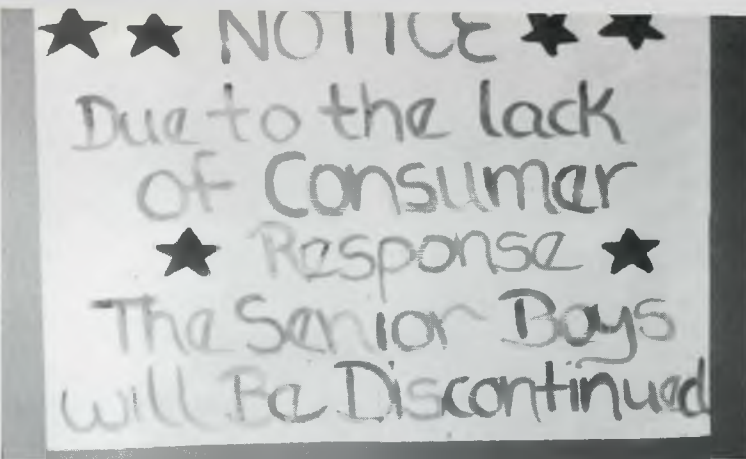 ★ ★ NOTICE ★ ★
Due to the lack
of Consumer
★ Response ★
The Senior Boys
will Be Discontinued